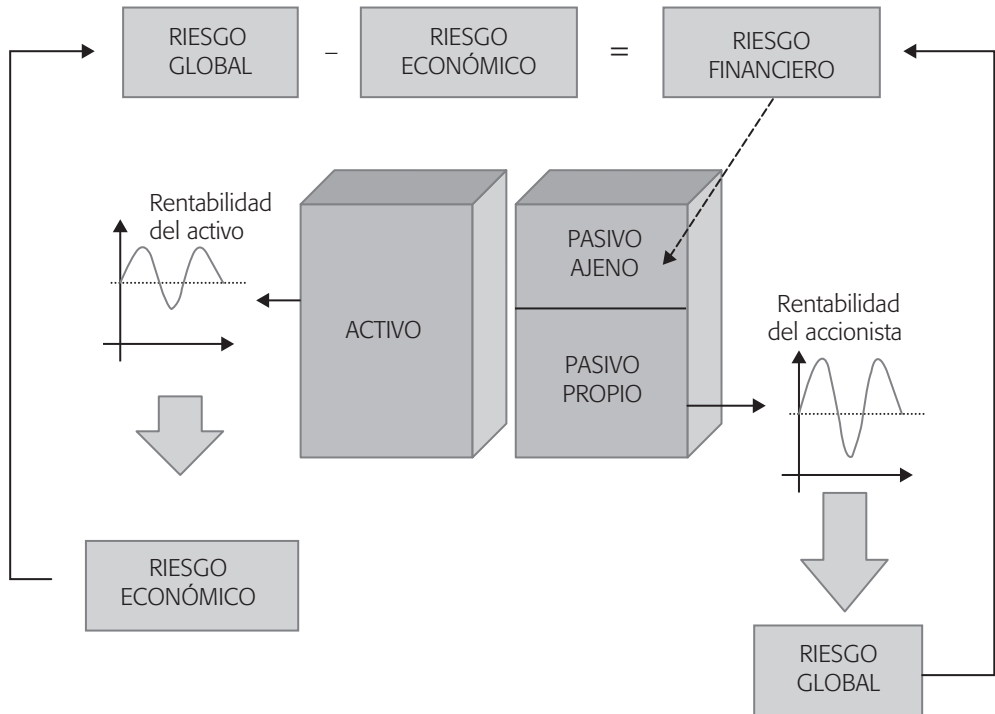 RIESGO
GLOBAL
–
RIESGO
ECONÓMICO
=
RIESGO
FINANCIERO
Rentabilidad
del activo
ACTIVO
PASIVO
AJENO
PASIVO
PROPIO
Rentabilidad
del accionista
RIESGO
ECONÓMICO
RIESGO
GLOBAL